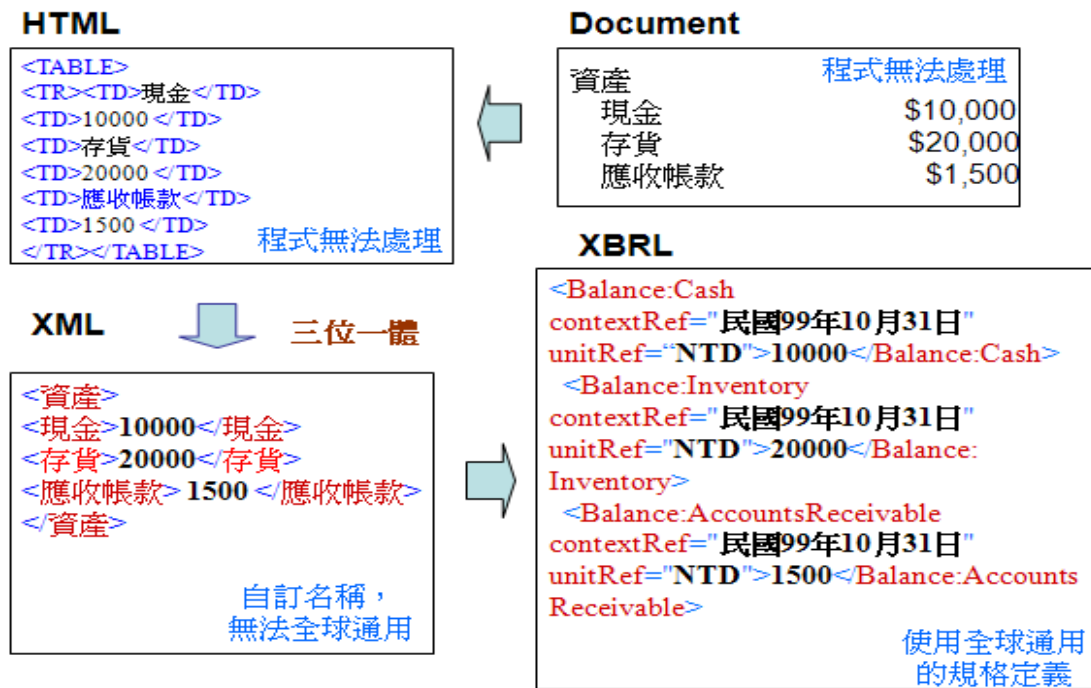 HTML
<TABLE>
<TR><TD>現金</TD>
<TD>10000</TD>
<TD>存貨</TD>
<TD>20000</TD>
<TD>應收帳款</TD>
<TD>1500</TD>
</TR></TABLE>
程式無法處理
Document
程式無法處理
資產
現金 $10,000
存貨 $20,000
應收帳款 $1,500
XML
三位一體
<資產>
<現金>10000</現金>
<存貨>20000</存貨>
<應收帳款> 1500 </應收帳款>
</資產>
自訂名稱，
無法全球通用
XBRL
<Balance:Cash
contextRef="民國99年10月31日"
unitRef=“NTD">10000</Balance:Cash>
<Balance:Inventory
contextRef="民國99年10月31日"
unitRef="NTD">20000</Balance:
Inventory>
<Balance:AccountsReceivable
contextRef="民國99年10月31日"
unitRef="NTD">1500</Balance:Accounts
Receivable>
使用全球通用
的規格定義